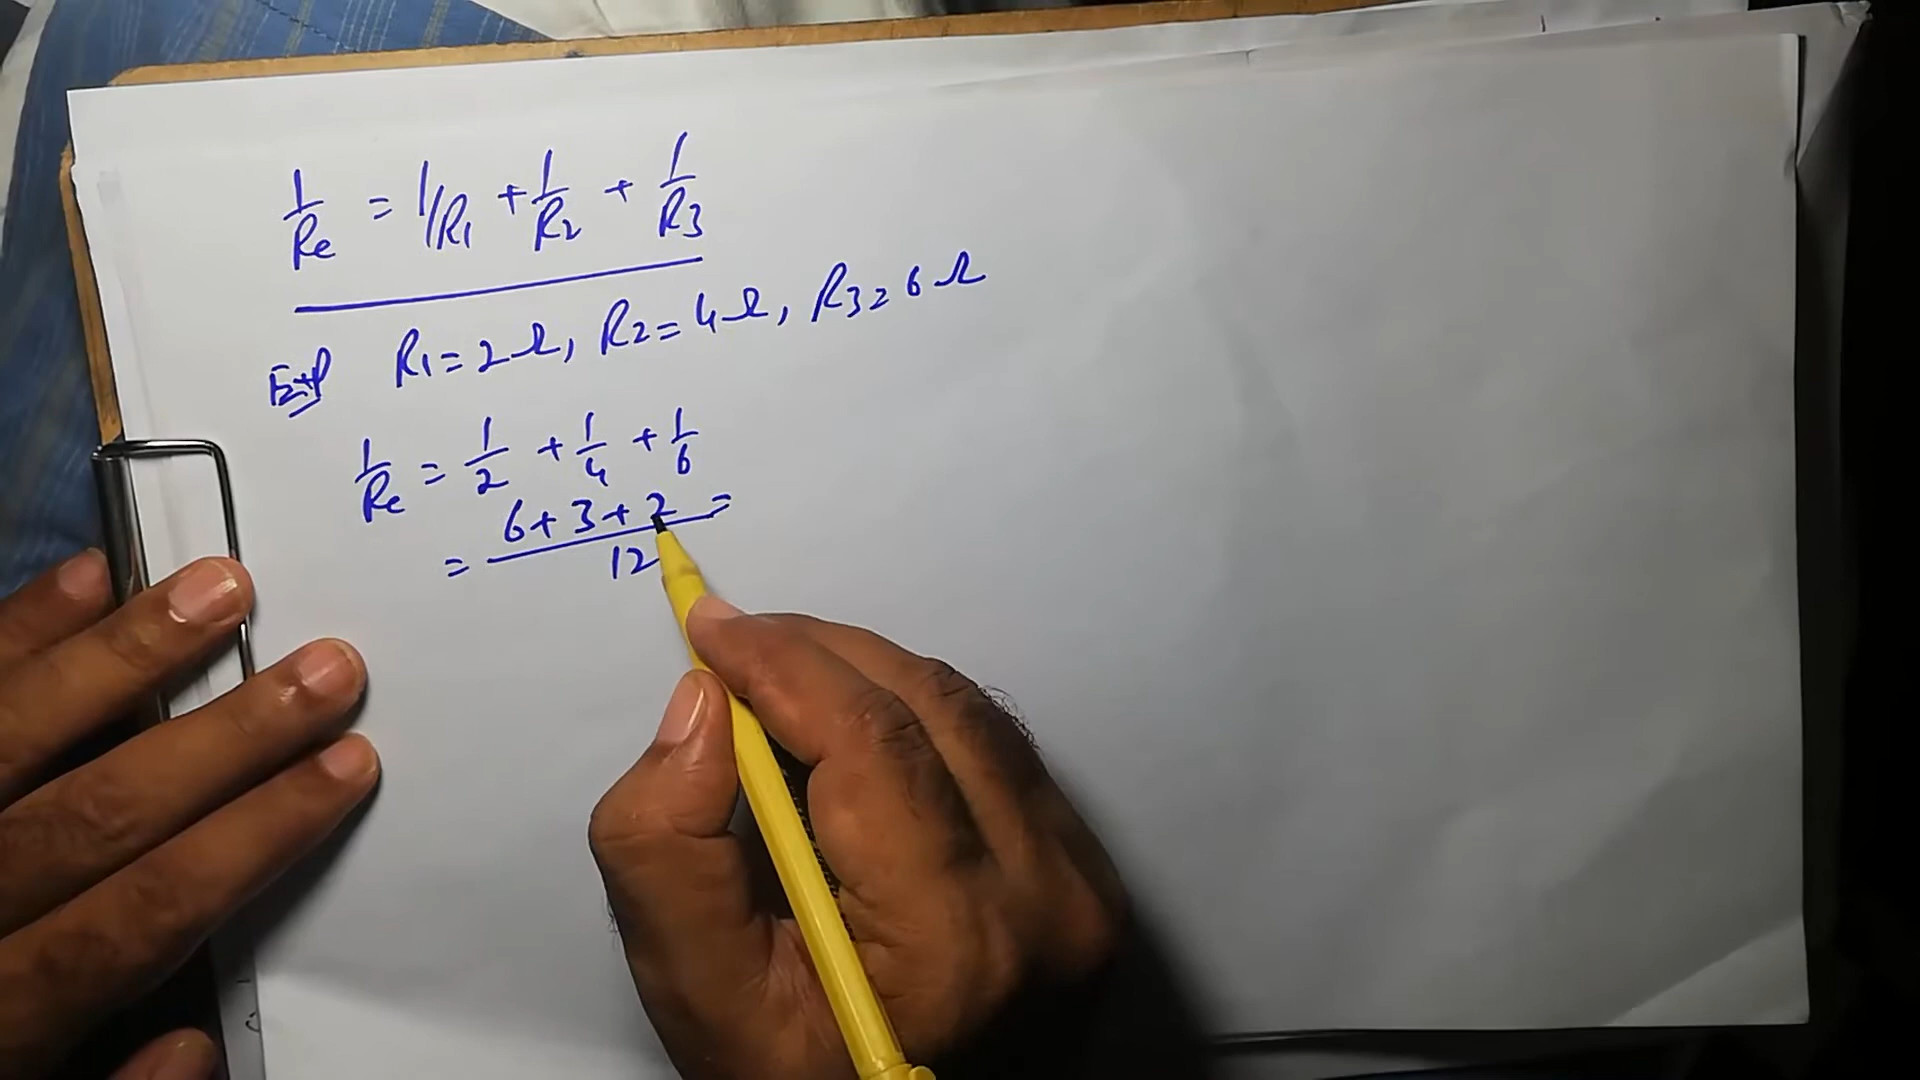 1/Re = 1/R1 + 1/R2 + 1/R3
R1 = 2Ω, R2 = 4Ω, R3 = 6Ω
1/Re = 1/2 + 1/4 + 1/6
= 6+3+2/12 =